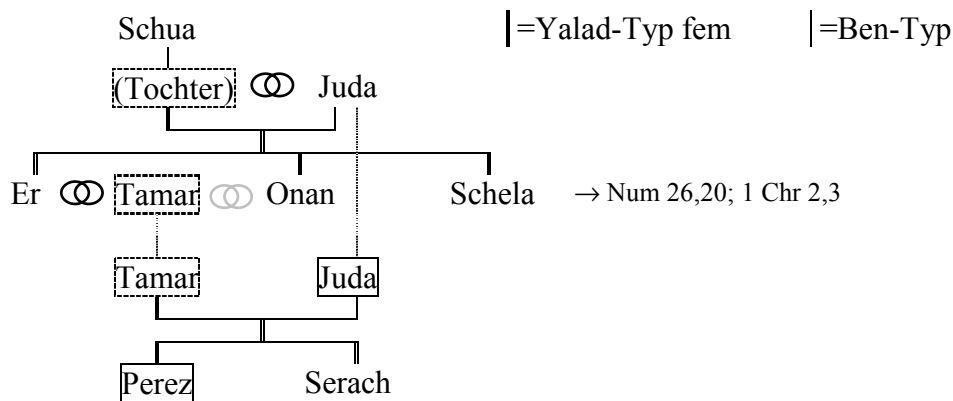 Schua =Yalad-Typ fem =Ben-Typ
(Tochter) Juda
Er Tamar Onan Schela → Num 26,20; 1 Chr 2,3
Tamar Juda
Perez Serach